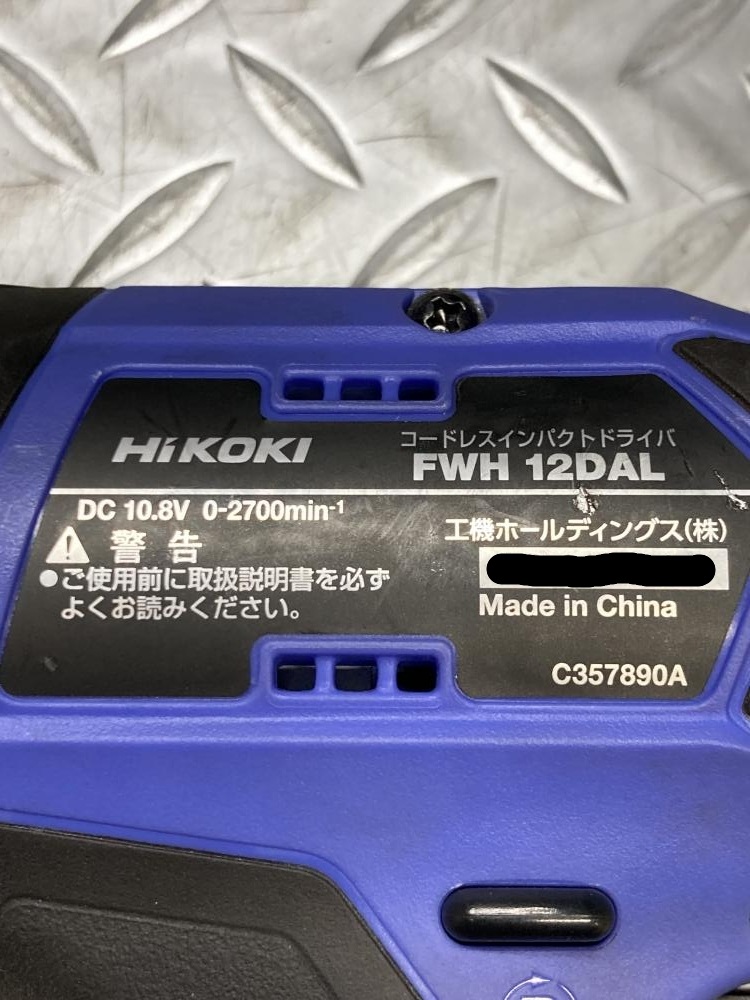 HiKOKI
コードレスインパクトドライバ
FWH 12DAL
DC 10.8V 0-2700min-1
警告
●ご使用前に取扱説明書を必ず
よくお読みください。
工機ホールディングス(株)
Made in China
C357890A